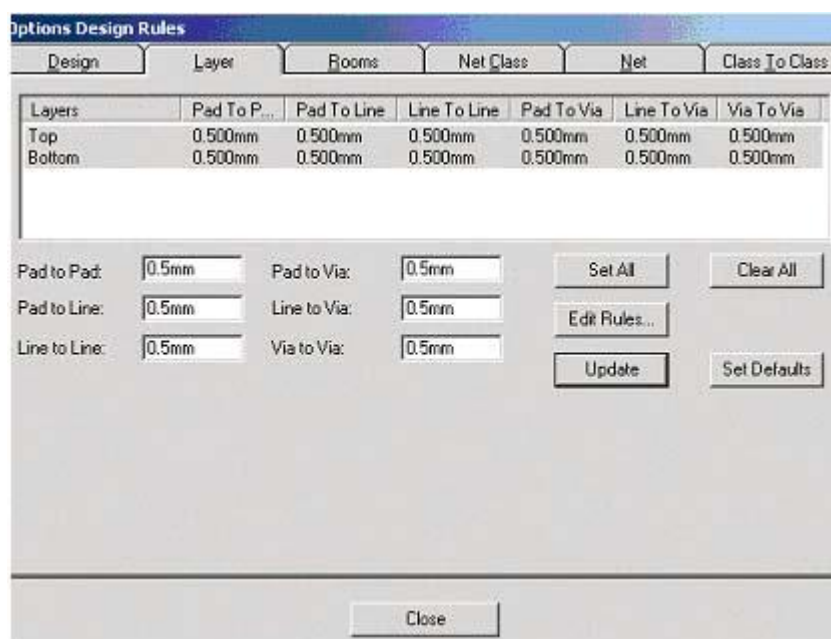 Options Design Rules
Design Layer Rooms Net Class Net Class To Class
Layers Pad To P... Pad To Line Line To Line Pad To Via Line To Via Via To Via
Top 0.500mm 0.500mm 0.500mm 0.500mm 0.500mm 0.500mm
Bottom 0.500mm 0.500mm 0.500mm 0.500mm 0.500mm 0.500mm
Pad to Pad: 0.5mm Pad to Via: 0.5mm Set All Clear All
Pad to Line: 0.5mm Line to Via: 0.5mm Edit Rules...
Line to Line: 0.5mm Via to Via: 0.5mm Update Set Defaults
Close